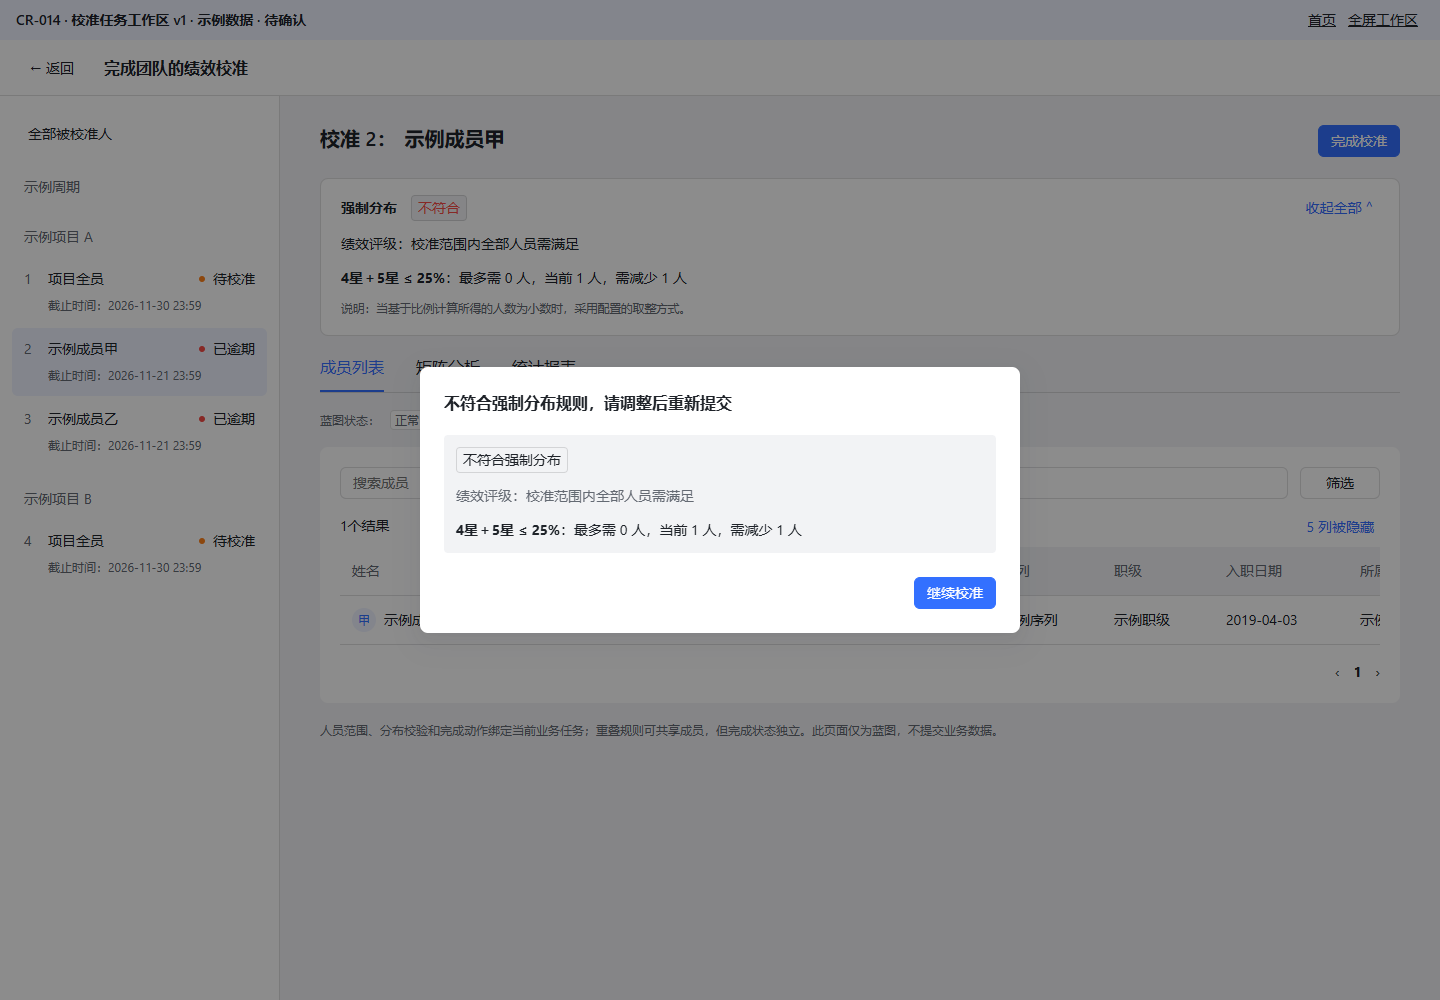 CR-014 · 校准任务工作区 v1 · 示例数据 · 待确认
首页 全屏工作区
← 返回 完成团队的绩效校准
全部被校准人
示例周期
示例项目 A
1 项目全员 待校准
截止时间：2026-11-30 23:59
2 示例成员甲 已逾期
截止时间：2026-11-21 23:59
3 示例成员乙 已逾期
截止时间：2026-11-21 23:59
示例项目 B
4 项目全员 待校准
截止时间：2026-11-30 23:59
校准 2： 示例成员甲
完成校准
强制分布 不符合
收起全部 ^
绩效评级：校准范围内全部人员需满足
4星＋5星 ≤ 25%：最多需 0 人，当前 1 人，需减少 1 人
说明：当基于比例计算所得的人数为小数时，采用配置的取整方式。
成员列表 矩阵分析 统计报表
蓝图状态： 正常
不符合强制分布规则，请调整后重新提交
不符合强制分布
绩效评级：校准范围内全部人员需满足
4星＋5星 ≤ 25%：最多需 0 人，当前 1 人，需减少 1 人
继续校准
搜索成员
筛选
1个结果
5 列被隐藏
姓名 列 职级 入职日期 所属
甲 示例成 例序列 示例职级 2019-04-03 示例
‹ 1 ›
人员范围、分布校验和完成动作绑定当前业务任务；重叠规则可共享成员，但完成状态独立。此页面仅为蓝图，不提交业务数据。